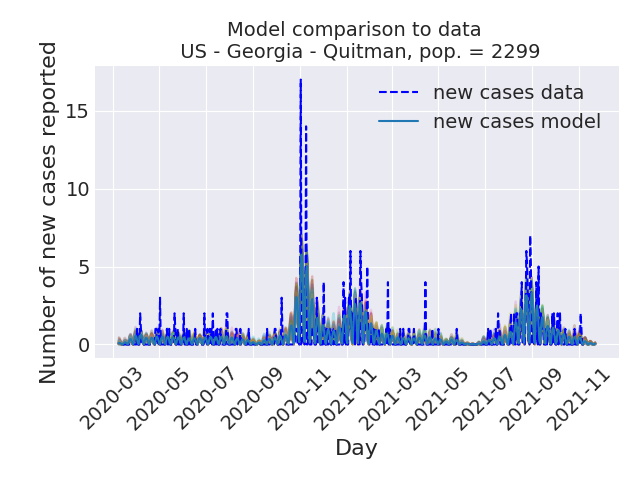 Model comparison to data
US - Georgia - Quitman, pop. = 2299
new cases data
new cases model
Number of new cases reported
15
10
5
0
2020-03
2020-05
2020-07
2020-09
2020-11
2021-01
2021-03
2021-05
2021-07
2021-09
2021-11
Day